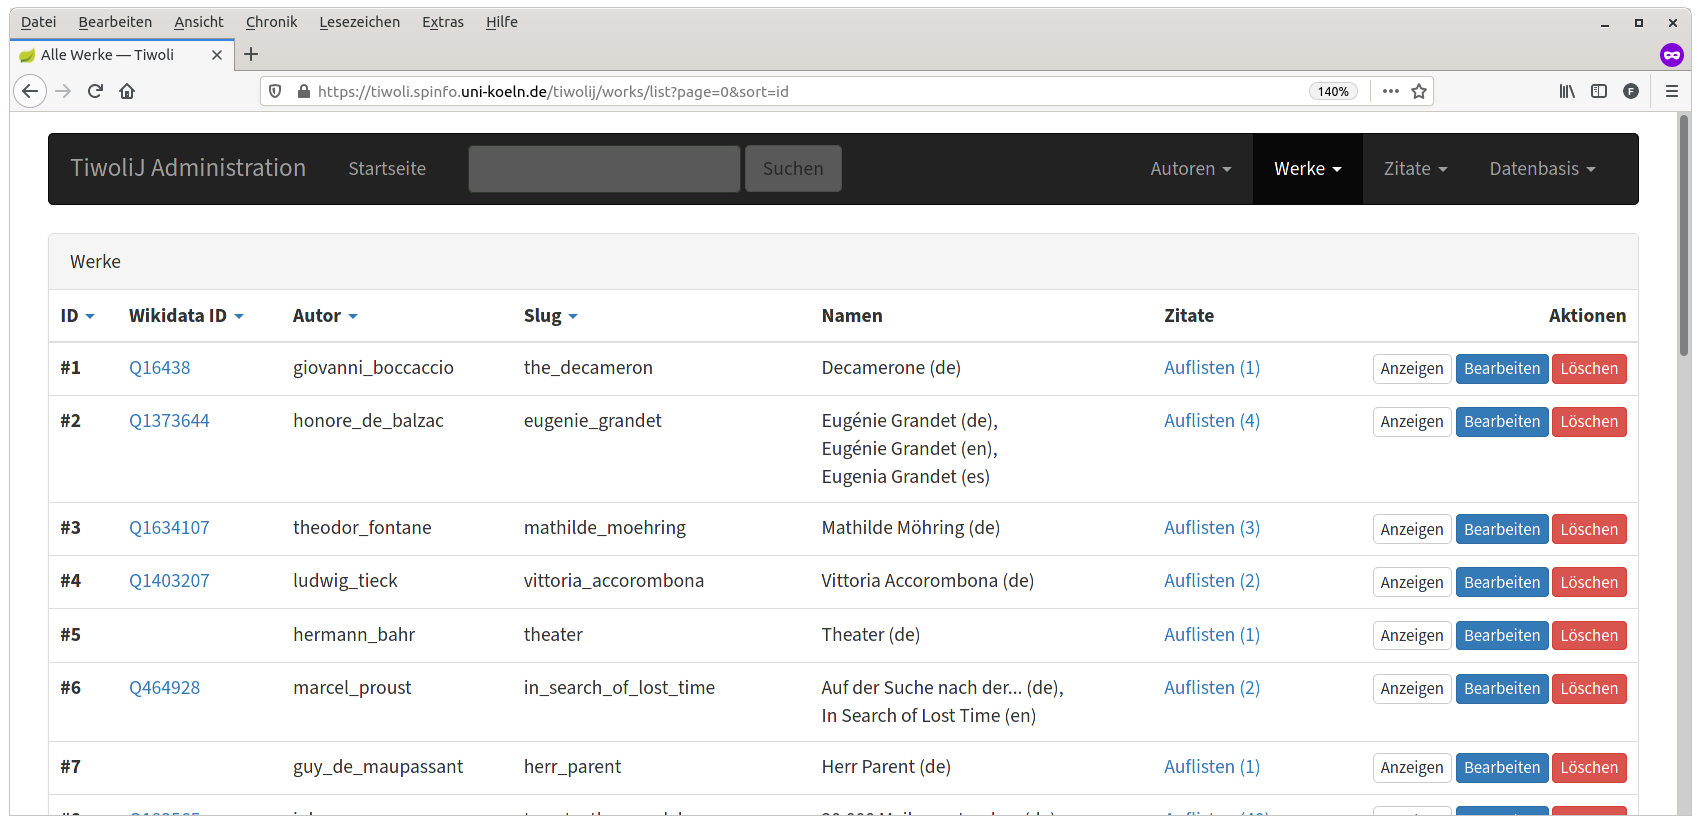 Datei Bearbeiten Ansicht Chronik Lesezeichen Extras Hilfe
Alle Werke — Tiwoli
https://tiwoli.spinfo.uni-koeln.de/tiwolij/works/list?page=0&sort=id 140%
TiwoliJ Administration Startseite Suchen Autoren Werke Zitate Datenbasis
Werke
ID Wikidata ID Autor Slug Namen Zitate Aktionen
#1 Q16438 giovanni_boccaccio the_decameron Decamerone (de) Auflisten (1) Anzeigen Bearbeiten Löschen
#2 Q1373644 honore_de_balzac eugenie_grandet Eugénie Grandet (de), Auflisten (4) Anzeigen Bearbeiten Löschen
Eugénie Grandet (en),
Eugenia Grandet (es)
#3 Q1634107 theodor_fontane mathilde_moehring Mathilde Möhring (de) Auflisten (3) Anzeigen Bearbeiten Löschen
#4 Q1403207 ludwig_tieck vittoria_accorombona Vittoria Accorombona (de) Auflisten (2) Anzeigen Bearbeiten Löschen
#5 hermann_bahr theater Theater (de) Auflisten (1) Anzeigen Bearbeiten Löschen
#6 Q464928 marcel_proust in_search_of_lost_time Auf der Suche nach der... (de), Auflisten (2) Anzeigen Bearbeiten Löschen
In Search of Lost Time (en)
#7 guy_de_maupassant herr_parent Herr Parent (de) Auflisten (1) Anzeigen Bearbeiten Löschen